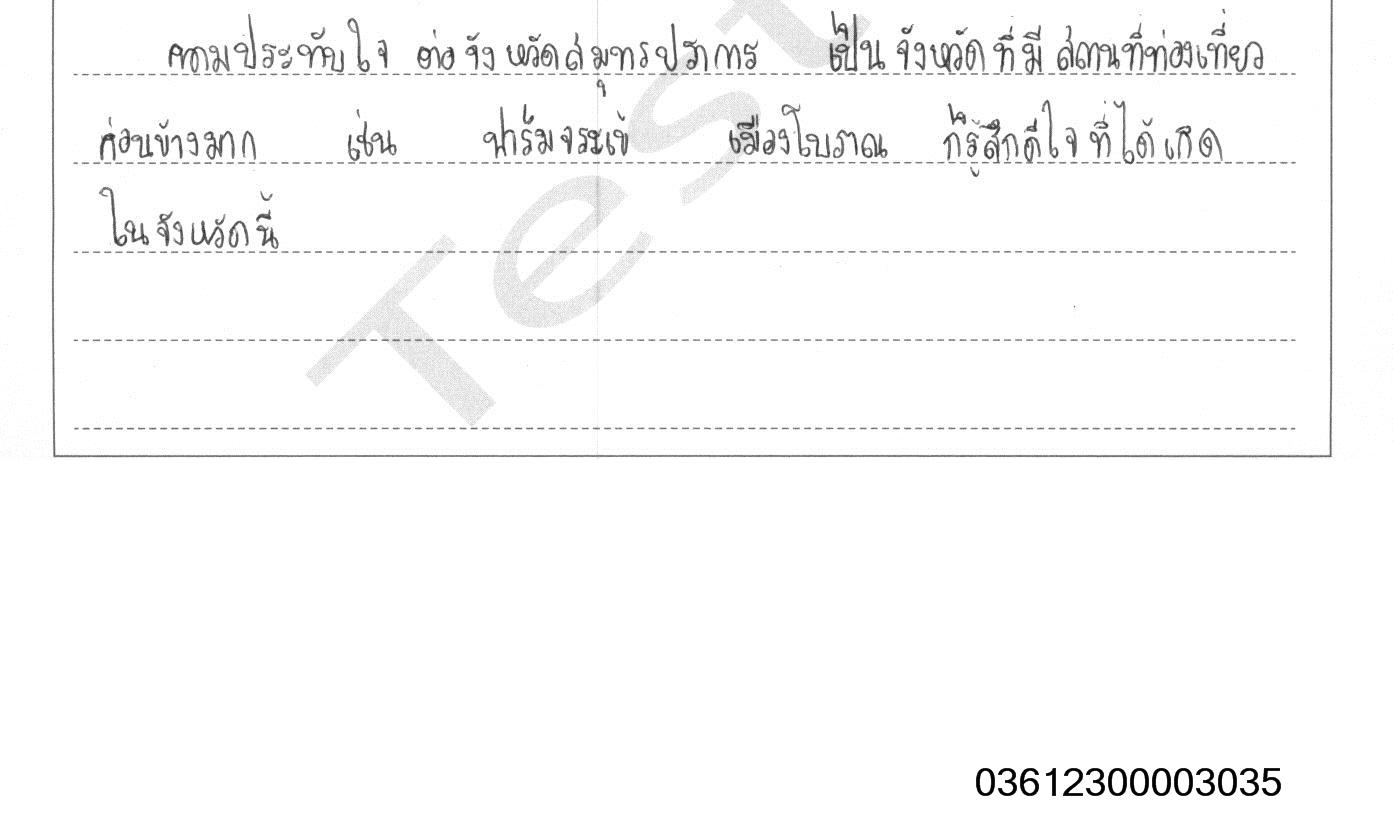 ความประทับใจ ต่อจังหวัดสมุทรปราการ เป็นจังหวัดที่มี สถานที่ท่องเที่ยว
ค่อนข้างมาก เช่น ฟาร์มจระเข้ เมืองโบราณ ก็รู้สึกดีใจที่ได้เกิด
ในจังหวัดนี้
Test
03612300003035